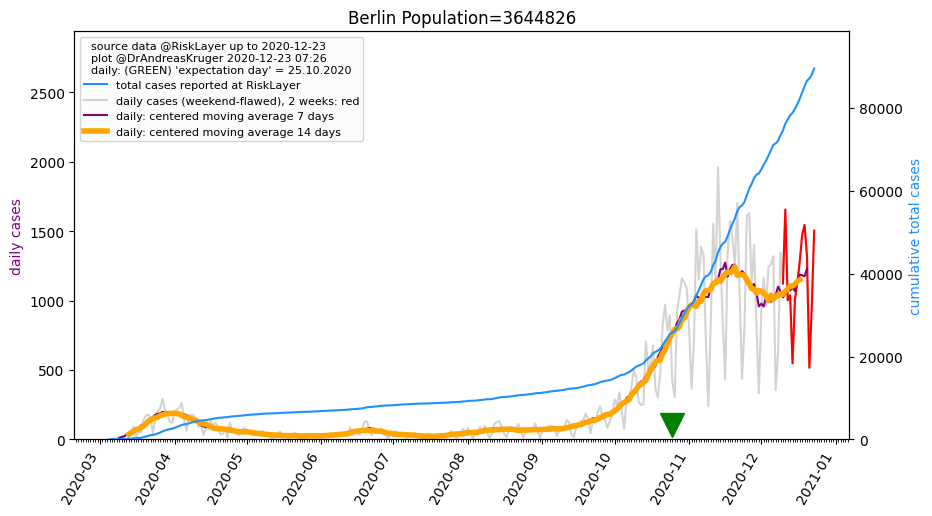 Berlin Population=3644826
source data @RiskLayer up to 2020-12-23
plot @DrAndreasKruger 2020-12-23 07:26
daily: (GREEN) 'expectation day' = 25.10.2020
total cases reported at RiskLayer
daily cases (weekend-flawed), 2 weeks: red
daily: centered moving average 7 days
daily: centered moving average 14 days
daily cases
2500
2000
1500
1000
500
0
cumulative total cases
80000
60000
40000
20000
0
2020-03
2020-04
2020-05
2020-06
2020-07
2020-08
2020-09
2020-10
2020-11
2020-12
2021-01